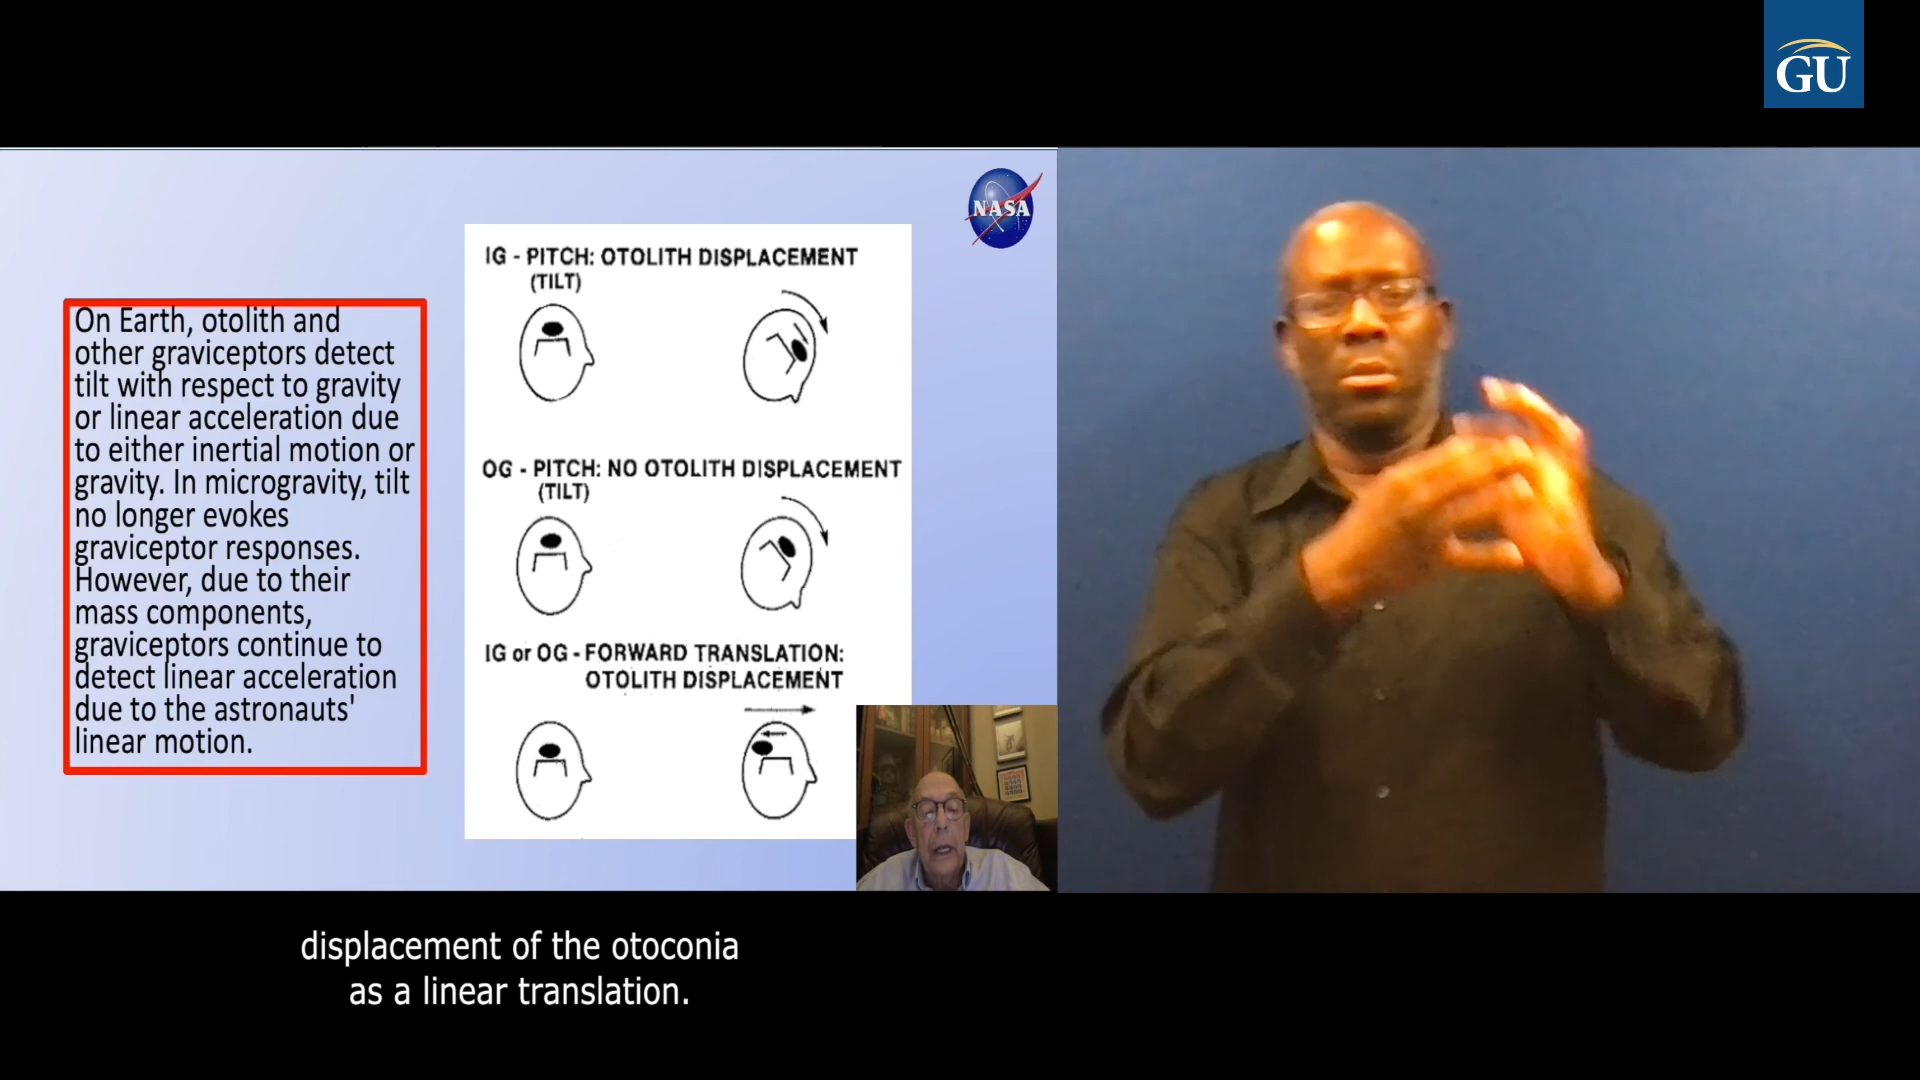 GU
NASA
On Earth, otolith and
other graviceptors detect
tilt with respect to gravity
or linear acceleration due
to either inertial motion or
gravity. In microgravity, tilt
no longer evokes
graviceptor responses.
However, due to their
mass components,
graviceptors continue to
detect linear acceleration
due to the astronauts'
linear motion.
IG - PITCH: OTOLITH DISPLACEMENT
(TILT)
OG - PITCH: NO OTOLITH DISPLACEMENT
(TILT)
IG or OG - FORWARD TRANSLATION:
OTOLITH DISPLACEMENT
displacement of the otoconia
as a linear translation.